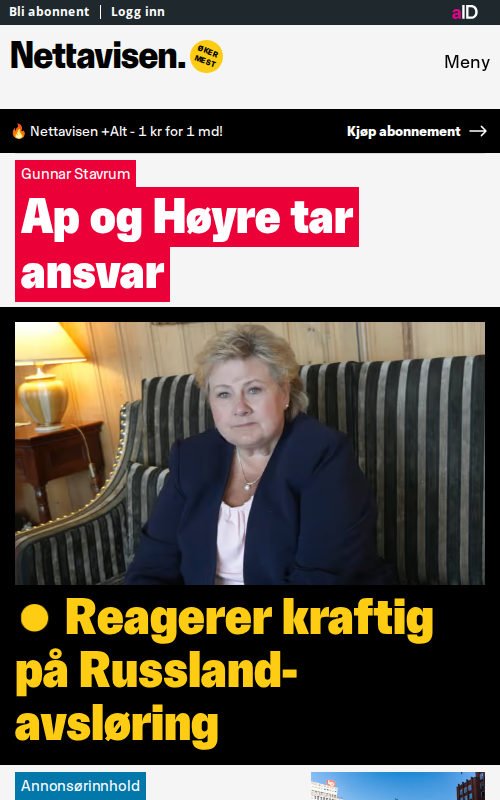 Bli abonnent | Logg inn
aID
Nettavisen.
ØKER
MEST
Meny
Nettavisen +Alt - 1 kr for 1 md!
Kjøp abonnement
Gunnar Stavrum
Ap og Høyre tar
ansvar
Reagerer kraftig
på Russland-
avsløring
Annonsørinnhold